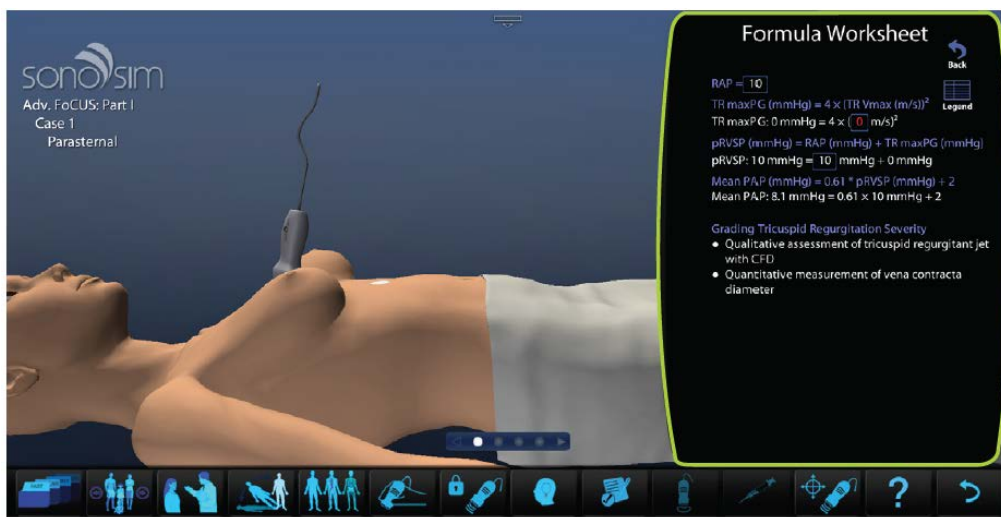 sonosim
Adv. FoCUS: Part I
Case 1
Parasternal
Formula Worksheet
Back
Legend
RAP = 10
TR maxPG (mmHg) = 4 x (TR Vmax (m/s))²
TR maxPG: 0 mmHg = 4 x ( 0 m/s)²
pRVSP (mmHg) = RAP (mmHg) + TR maxPG (mmHg)
pRVSP: 10 mmHg = 10 mmHg + 0 mmHg
Mean PAP (mmHg) = 0.61 * pRVSP (mmHg) + 2
Mean PAP: 8.1 mmHg = 0.61 x 10 mmHg + 2
Grading Tricuspid Regurgitation Severity
• Qualitative assessment of tricuspid regurgitant jet
with CFD
• Quantitative measurement of vena contracta
diameter
?